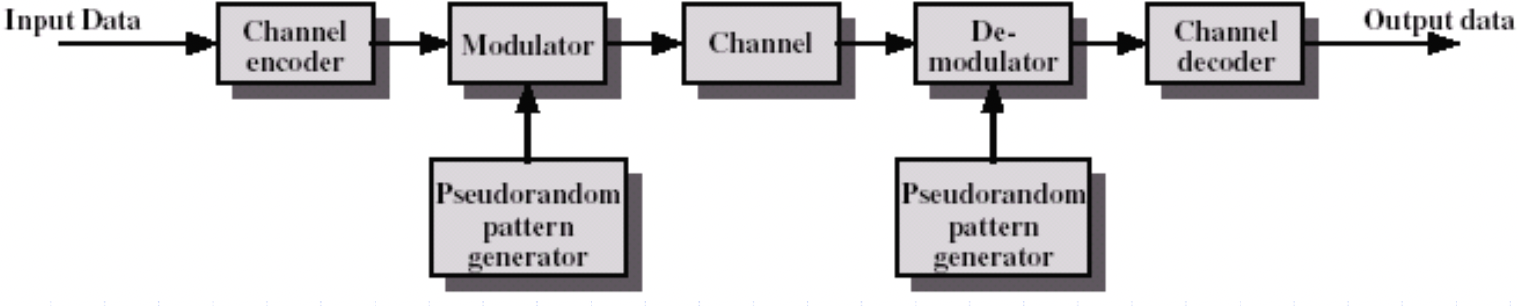 Input Data
Channel
encoder
Modulator
Channel
De-
modulator
Channel
decoder
Output data
Pseudorandom
pattern
generator
Pseudorandom
pattern
generator